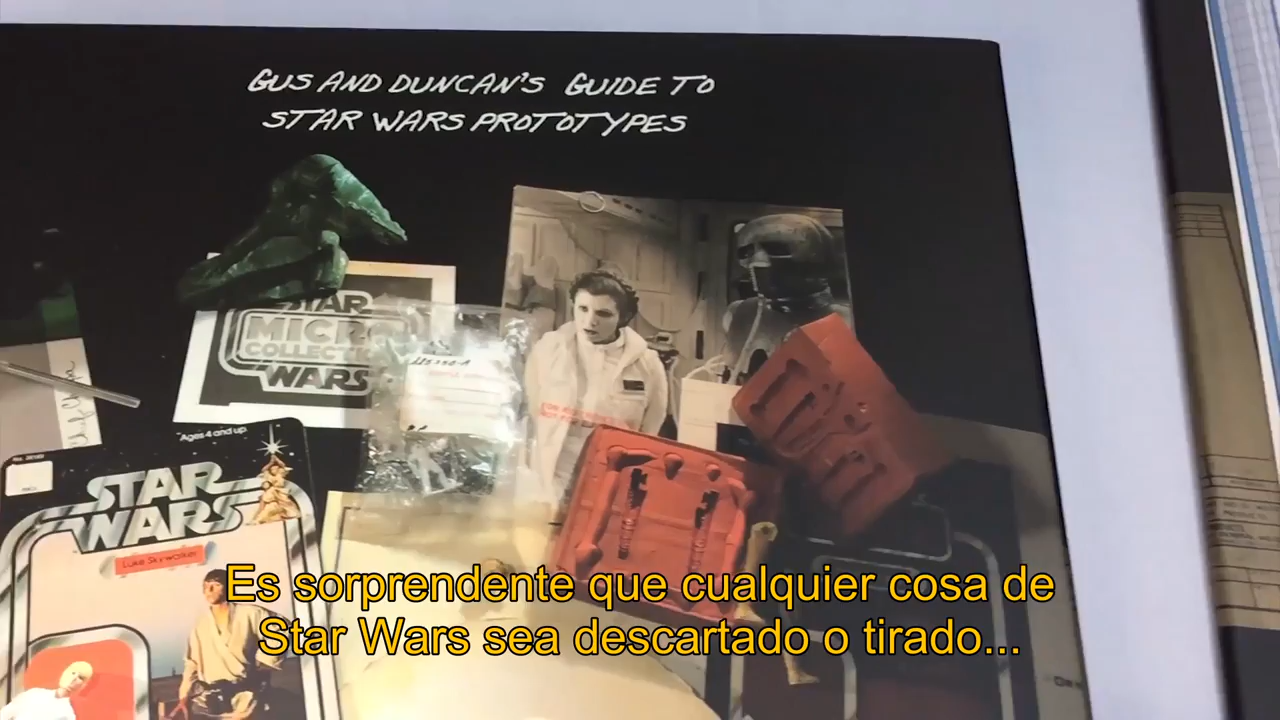 GUS AND DUNCAN'S GUIDE TO
STAR WARS PROTOTYPES
STAR
MICRO
COLLECTION
WARS
125250-A
Ages 4 and up
STAR
WARS
Luke Skywalker
Es sorprendente que cualquier cosa de
Star Wars sea descartado o tirado...